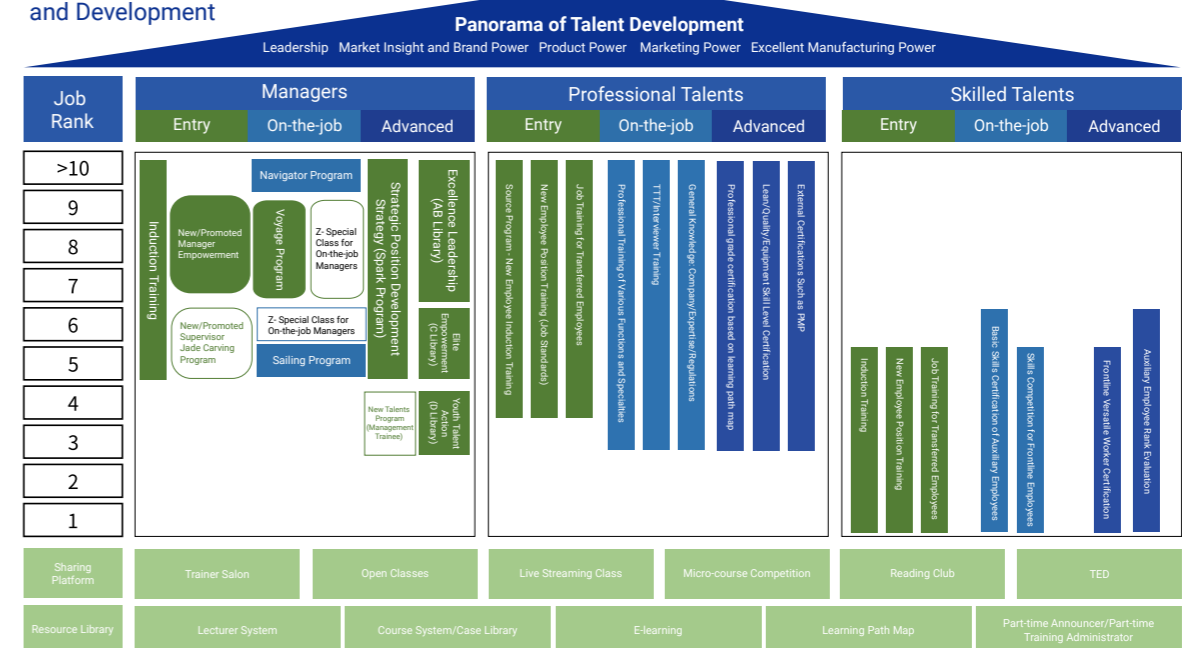 and Development
Panorama of Talent Development
Leadership Market Insight and Brand Power Product Power Marketing Power Excellent Manufacturing Power
Job
Rank
Managers
Entry
On-the-job
Advanced
Professional Talents
Entry
On-the-job
Advanced
Skilled Talents
Entry
On-the-job
Advanced
>10
9
8
7
6
5
4
3
2
1
Induction Training
New/Promoted
Manager
Empowerment
New/Promoted
Supervisor
Jade Carving
Program
Navigator Program
Voyage Program
Z- Special
Class for
On-the-job
Managers
Z- Special Class for
On-the-job Managers
Sailing Program
Strategic Position Development
Strategy (Spark Program)
New Talents
Program
(Management
Trainee)
Excellence Leadership
(AB Library)
Elite
Empowerment
(C Library)
Youth Talent
Action
(D Library)
Source Program - New Employee Induction Training
New Employee Position Training (Job Standards)
Job Training for Transferred Employees
Professional Training of Various Functions and Specialties
TTT/Interviewer Training
General Knowledge: Company/Expertise/Regulations
Professional grade certification based on learning path map
Lean/Quality/Equipment Skill Level Certification
External Certifications Such as PMP
Induction Training
New Employee Position Training
Job Training for Transferred Employees
Basic Skills Certification of Auxiliary Employees
Skills Competition for Frontline Employees
Frontline Versatile Worker Certification
Auxiliary Employee Rank Evaluation
Sharing
Platform
Trainer Salon
Open Classes
Live Streaming Class
Micro-course Competition
Reading Club
TED
Resource Library
Lecturer System
Course System/Case Library
E-learning
Learning Path Map
Part-time Announcer/Part-time
Training Administrator